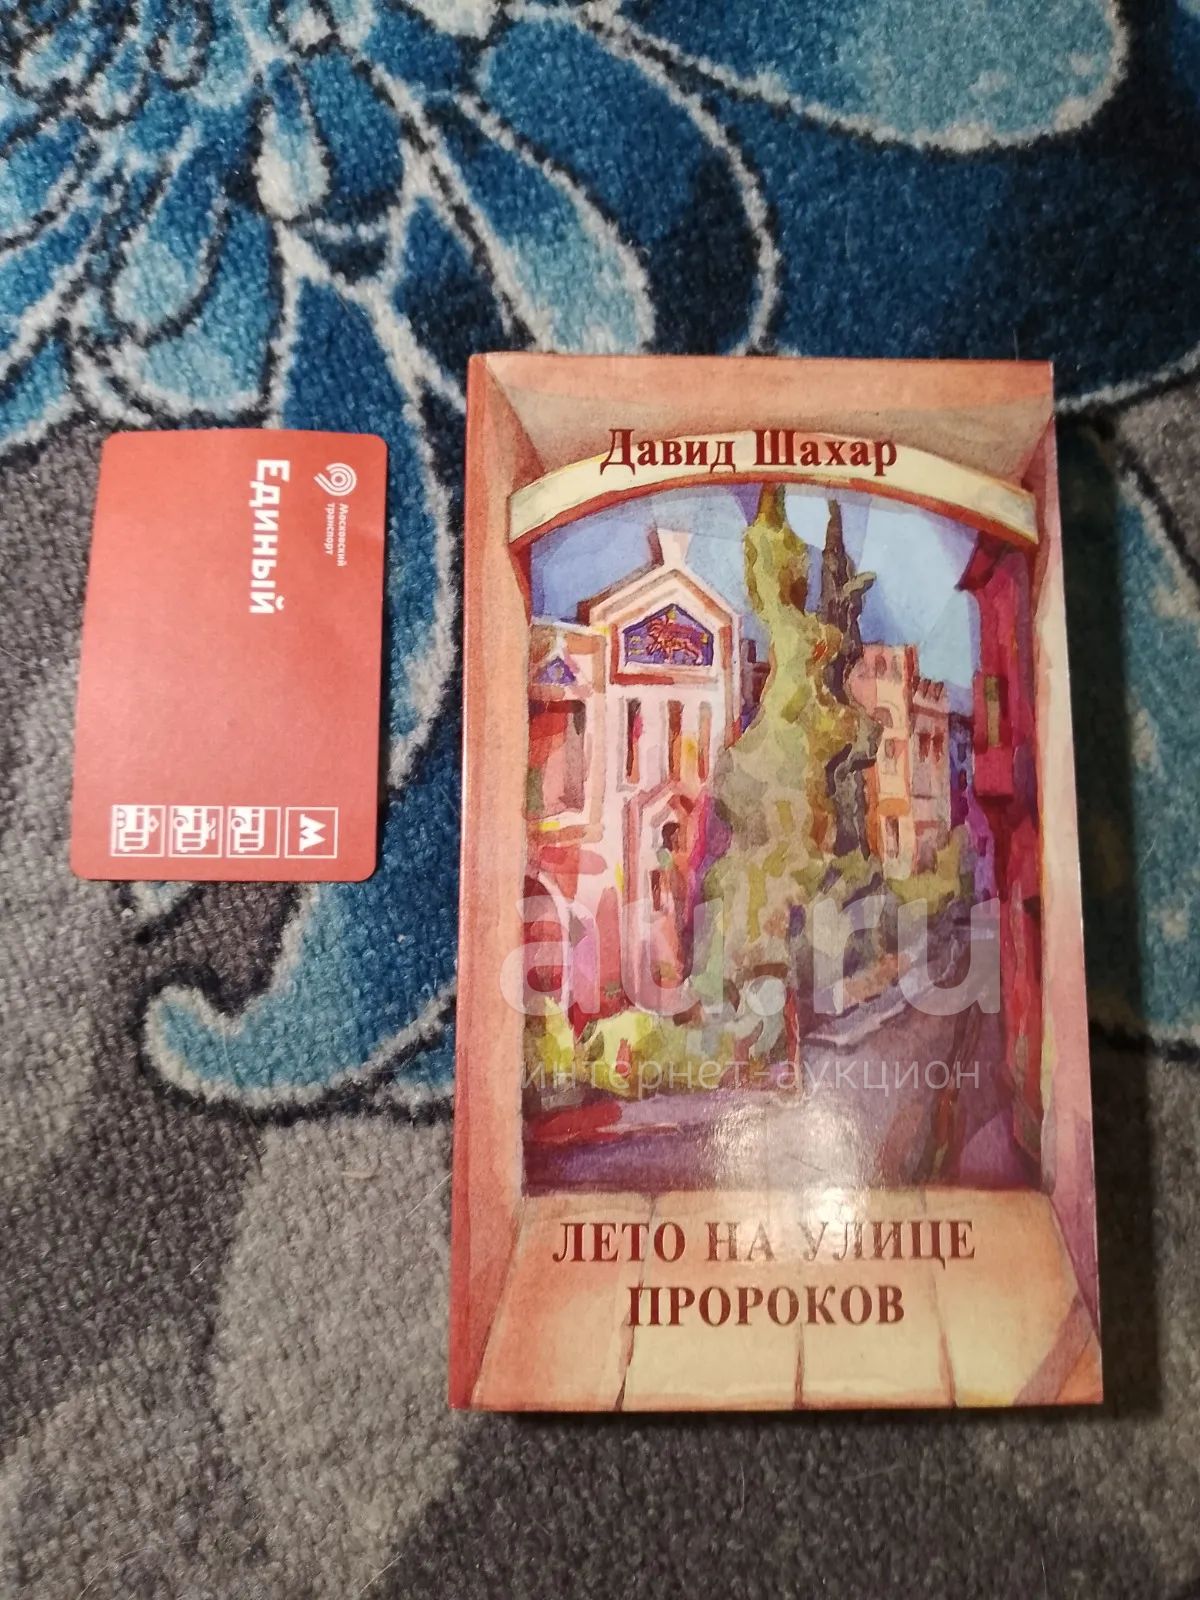 Московский
транспорт
Единый
Давид Шахар
ЛЕТО НА УЛИЦЕ
ПРОРОКОВ
au.ru
интернет-аукцион